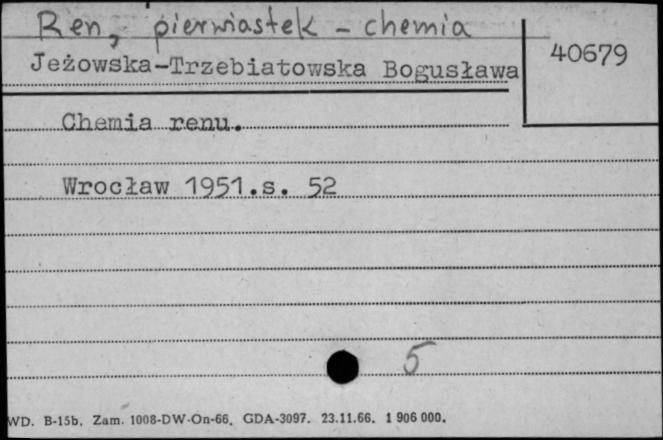 Ren, pierwiastek - chemia
40679
Jeżowska-Trzebiatowska Bogusława
Chemia renu.
Wrocław 1951.s. 52
5
WD. B-15b. Zam. 1008-DW-On-66. GDA-3097. 23.11.66. 1 906 000.